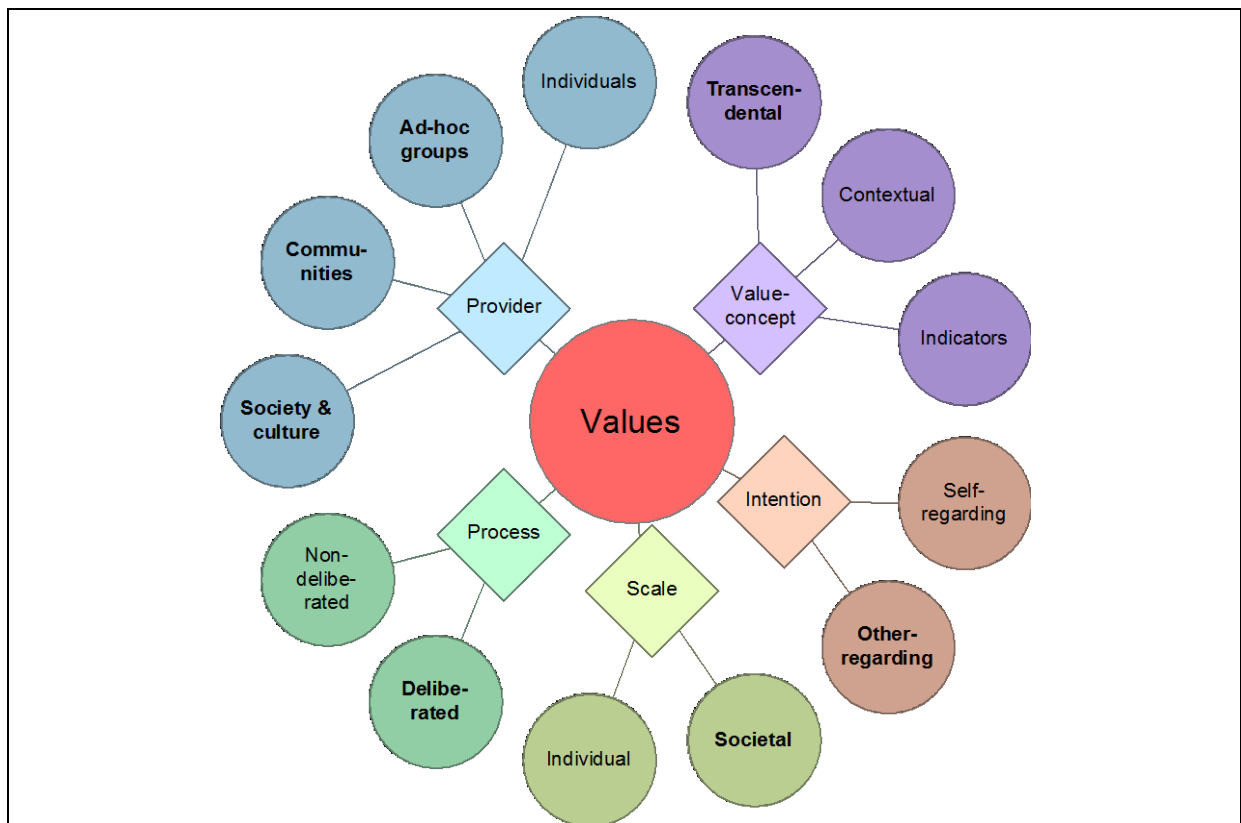 Individuals
Transcen-
dental
Ad-hoc
groups
Contextual
Commu-
nities
Provider
Value-
concept
Indicators
Society &
culture
Values
Self-
regarding
Intention
Process
Non-
delibe-
rated
Scale
Other-
regarding
Delibe-
rated
Individual
Societal